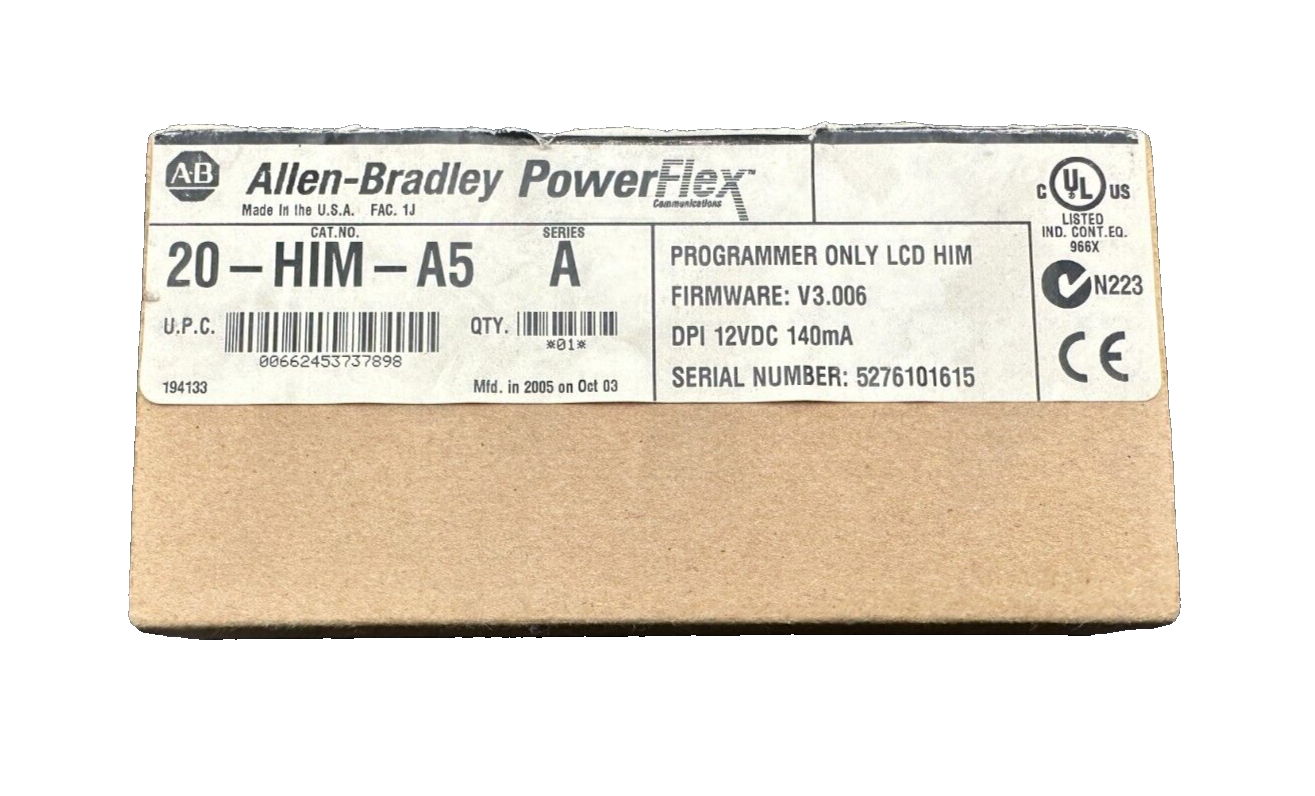 A-B Allen-Bradley PowerFlex™
Communications
Made in the U.S.A. FAC. 1J
CAT.NO.
20-HIM-A5
SERIES
A
U.P.C.
00662453737898
QTY.
*01*
194133
Mfd. in 2005 on Oct 03
PROGRAMMER ONLY LCD HIM
FIRMWARE: V3.006
DPI 12VDC 140mA
SERIAL NUMBER: 5276101615
C UL US
LISTED
IND. CONT.EQ.
966X
N223
CE